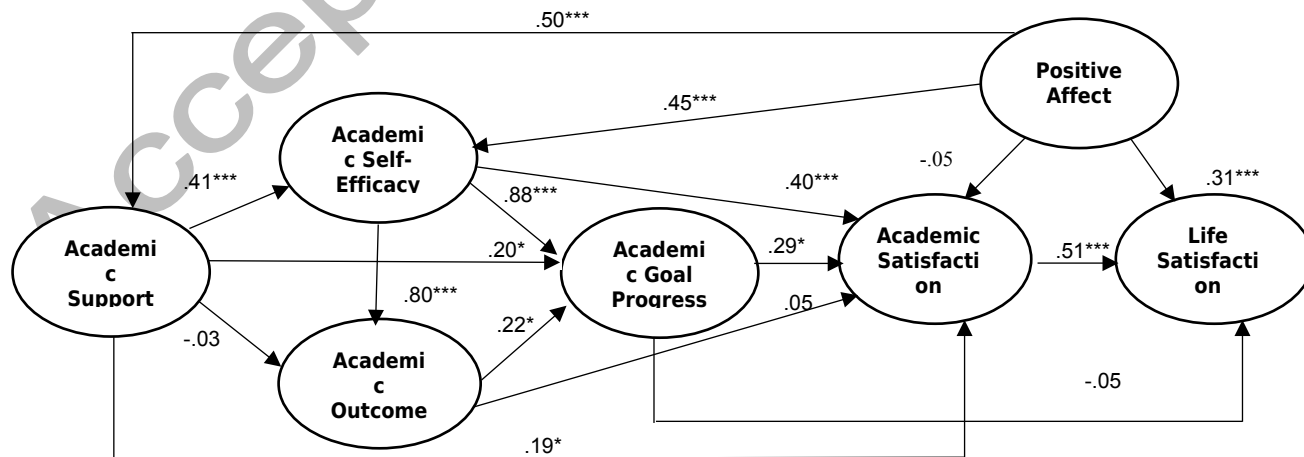 .50***
Positive
Affect
.45***
Academi
c Self-
Efficacy
-.05
.41***
.88***
.40***
.31***
Academi
c
Support
.20*
Academi
c Goal
Progress
.29*
Academic
Satisfacti
on
.51***
Life
Satisfacti
on
.80***
.05
-.03
.22*
Academi
c
Outcome
-.05
.19*
Accep